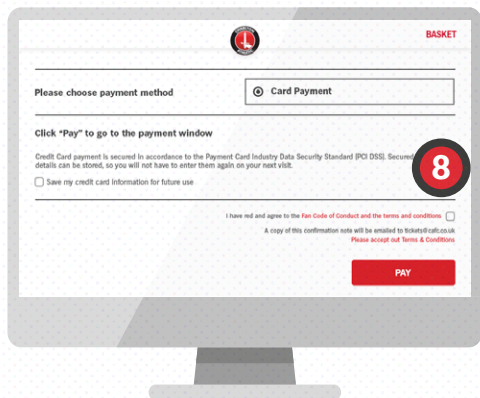 BASKET
Please choose payment method
Card Payment
Click “Pay” to go to the payment window
Credit Card payment is secured in accordance to the Payment Card Industry Data Security Standard [PCI DSS]. Secured
details can be stored, so you will not have to enter them again on your next visit.
8
Save my credit card Information for future use
I have red and agree to the Fan Code of Conduct and the terms and conditions
A copy of this confirmation note will be emailed to tickets@cafc.co.uk
Please accept out Terms & Conditions
PAY